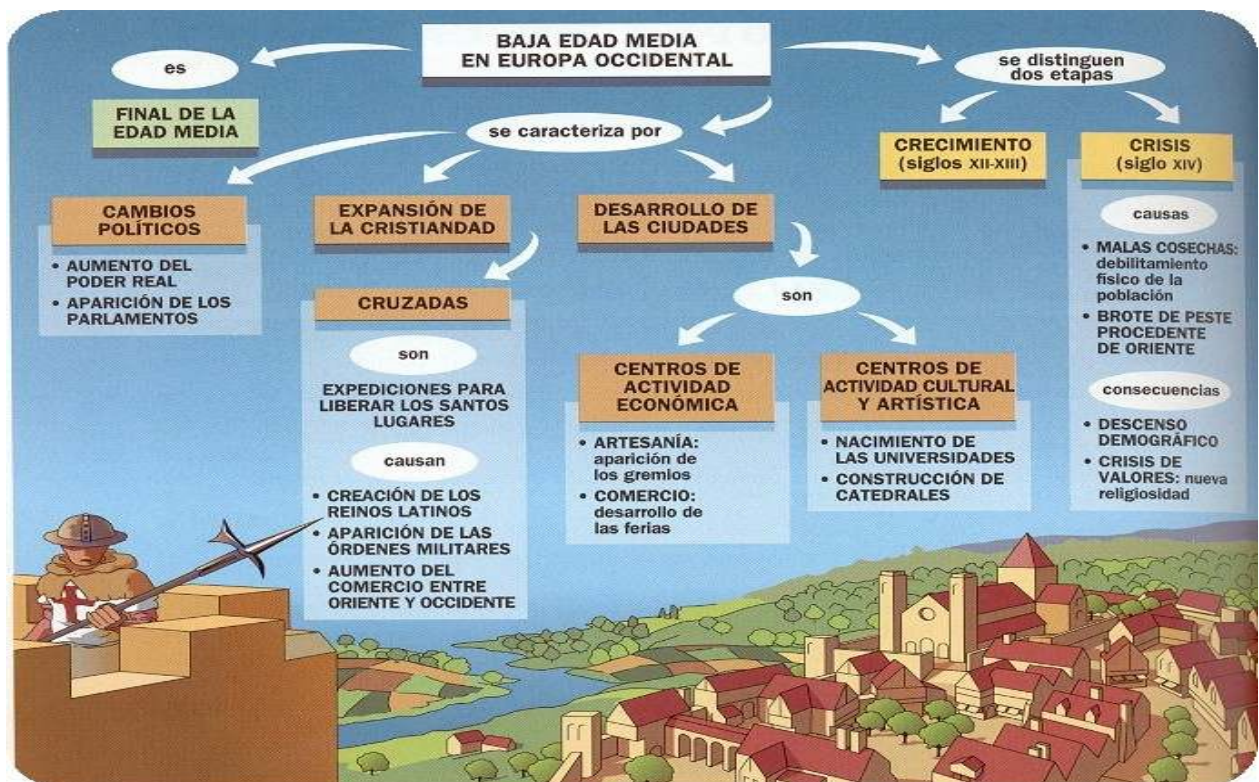 BAJA EDAD MEDIA
EN EUROPA OCCIDENTAL
es
FINAL DE LA
EDAD MEDIA
se caracteriza por
CAMBIOS
POLÍTICOS
• AUMENTO DEL
PODER REAL
• APARICIÓN DE LOS
PARLAMENTOS
EXPANSIÓN DE
LA CRISTIANDAD
CRUZADAS
son
EXPEDICIONES PARA
LIBERAR LOS SANTOS
LUGARES
causan
• CREACIÓN DE LOS
REINOS LATINOS
• APARICIÓN DE LAS
ÓRDENES MILITARES
• AUMENTO DEL
COMERCIO ENTRE
ORIENTE Y OCCIDENTE
DESARROLLO DE
LAS CIUDADES
son
CENTROS DE
ACTIVIDAD
ECONÓMICA
• ARTESANÍA:
aparición de
los gremios
• COMERCIO:
desarrollo de
las ferias
CENTROS DE
ACTIVIDAD CULTURAL
Y ARTÍSTICA
• NACIMIENTO DE
LAS UNIVERSIDADES
• CONSTRUCCIÓN DE
CATEDRALES
se distinguen
dos etapas
CRECIMIENTO
(siglos XII-XIII)
CRISIS
(siglo XIV)
causas
• MALAS COSECHAS:
debilitamiento
físico de la
población
• BROTE DE PESTE
PROCEDENTE
DE ORIENTE
consecuencias
• DESCENSO
DEMOGRÁFICO
• CRISIS DE
VALORES: nueva
religiosidad